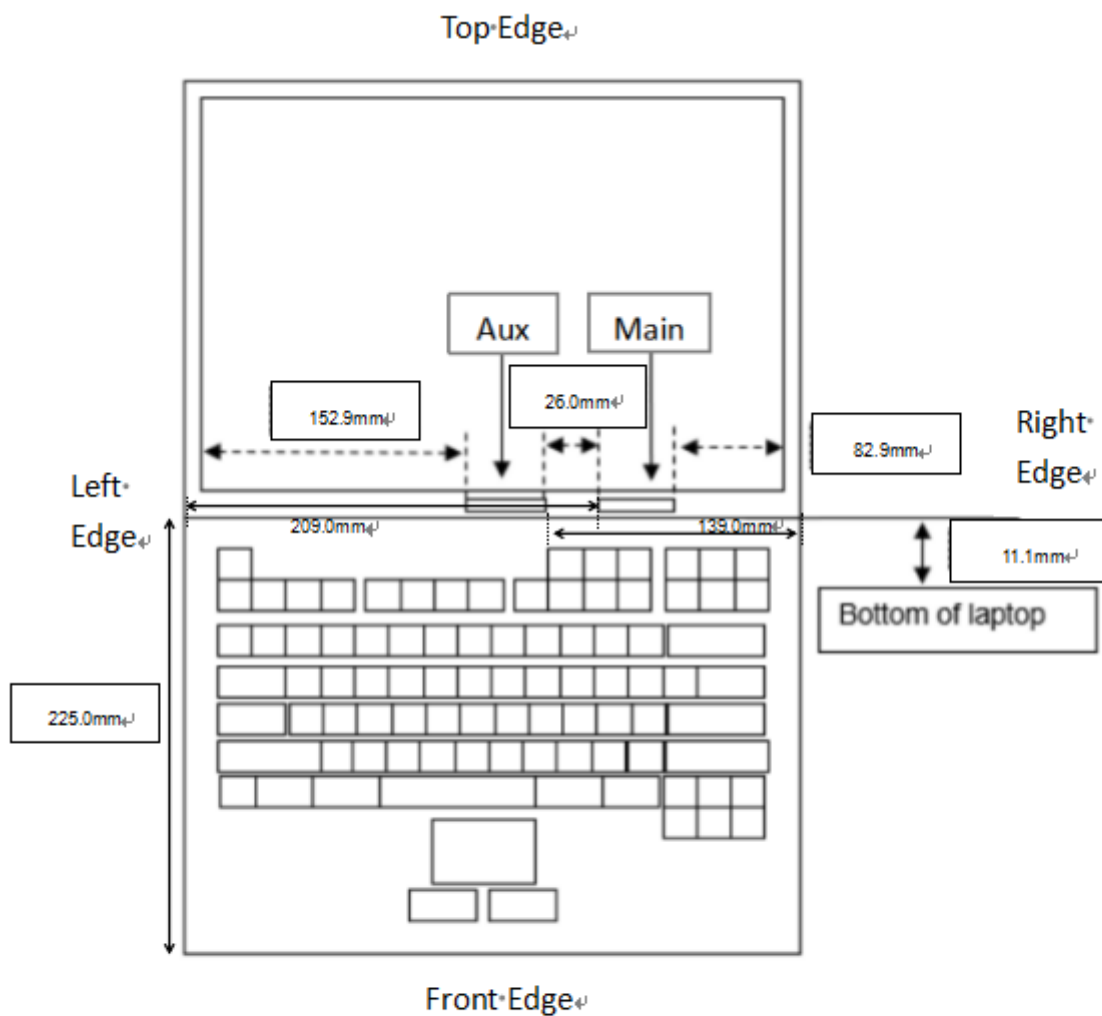 Top Edge
Aux
Main
152.9mm
26.0mm
82.9mm
Right
Edge
Left
Edge
209.0mm
139.0mm
11.1mm
Bottom of laptop
225.0mm
Front Edge